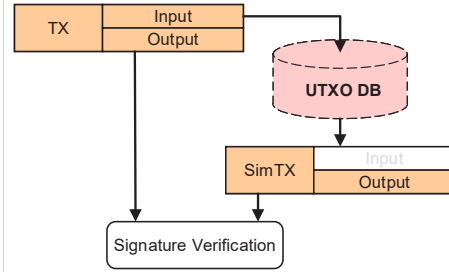 TX
Input
Output
UTXO DB
SimTX
Input
Output
Signature Verification